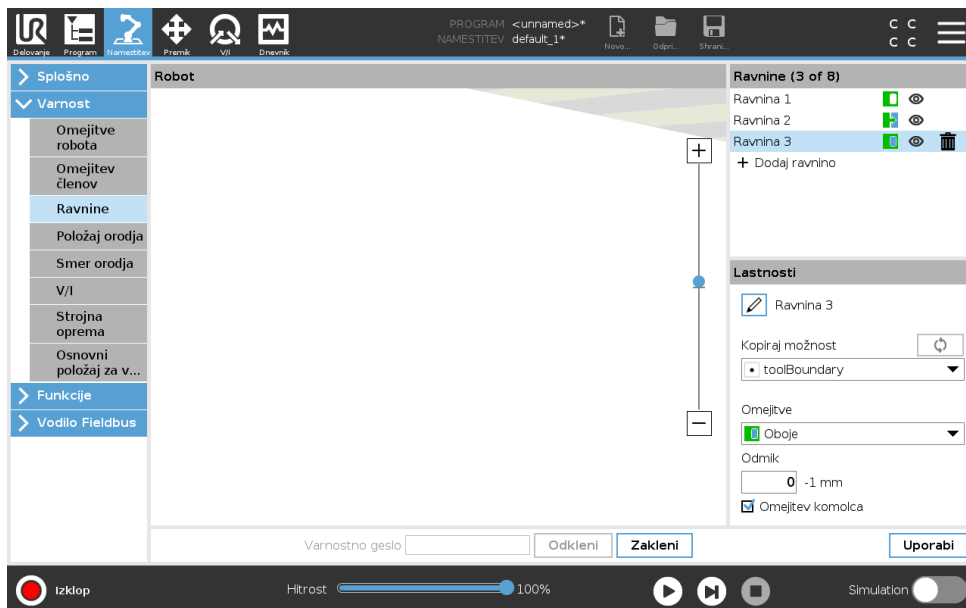 PROGRAM <unnamed>*
NAMESTITEV default_1*
Delovanje
Program
Namestitev
Premik
V/I
Dnevnik
Novo...
Odpri...
Shrani...
C C
C C
Splošno
Varnost
Omejitve
robota
Omejitev
členov
Ravnine
Položaj orodja
Smer orodja
V/I
Strojna
oprema
Osnovni
položaj za v...
Funkcije
Vodilo Fieldbus
Robot
Ravnine (3 of 8)
Ravnina 1
Ravnina 2
Ravnina 3
+ Dodaj ravnino
Lastnosti
Ravnina 3
Kopiraj možnost
toolBoundary
Omejitve
Oboje
Odmik
0 -1 mm
Omejitev komolca
Varnostno geslo
Odkleni
Zakleni
Uporabi
Izklop
Hitrost
100%
Simulation